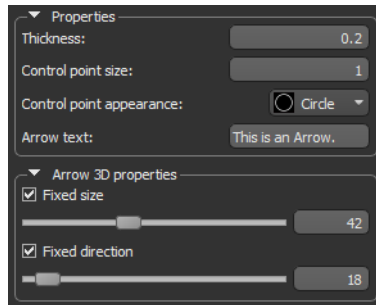 Properties
Thickness: 0.2
Control point size: 1
Control point appearance: Circle
Arrow text: This is an Arrow.
Arrow 3D properties
Fixed size
42
Fixed direction
18